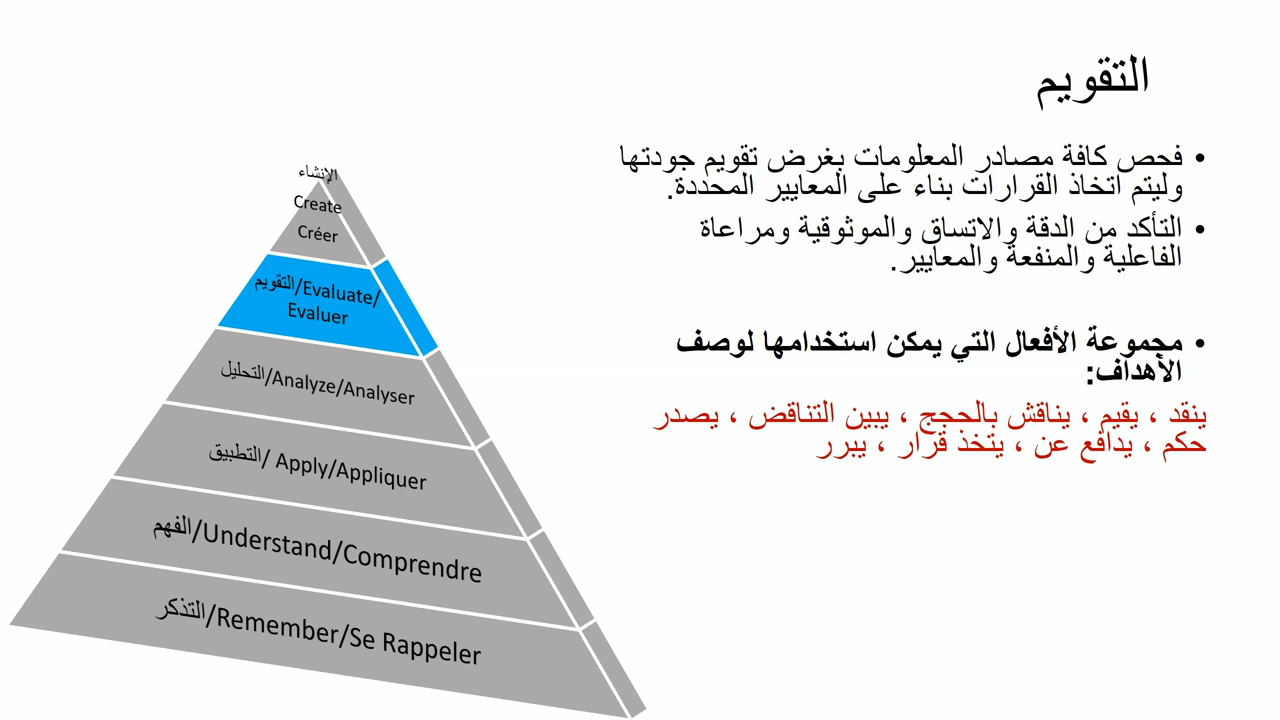 التقويم
• فحص كافة مصادر المعلومات بغرض تقويم جودتها
وليتم اتخاذ القرارات بناء على المعايير المحددة.
• التأكد من الدقة والاتساق والموثوقية ومراعاة
الفاعلية والمنفعة والمعايير.
• مجموعة الأفعال التي يمكن استخدامها لوصف
الأهداف:
ينقد ، يقيم ، يناقش بالحجج ، يبين التناقض ، يصدر
حكم ، يدافع عن ، يتخذ قرار ، يبرر
الإنشاء
Create
Créer
التقويم/Evaluate/
Evaluer
التحليل/Analyze/Analyser
التطبيق/ Apply/Appliquer
الفهم/Understand/Comprendre
التذكر/Remember/Se Rappeler